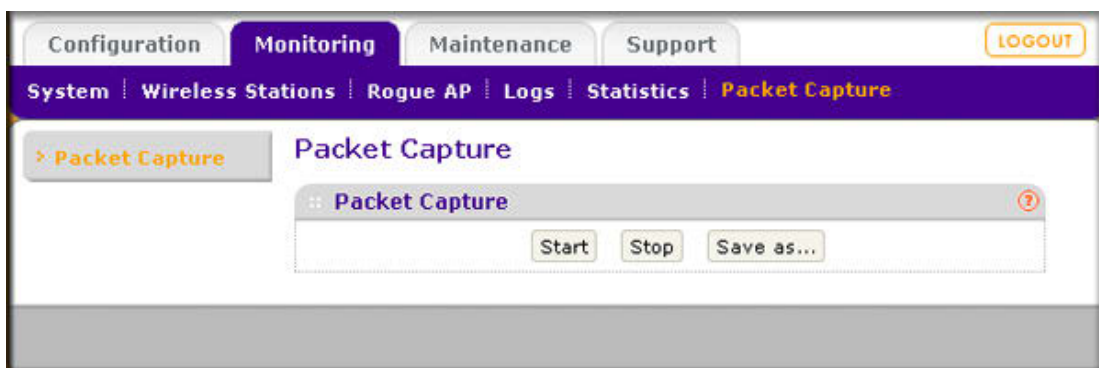 Configuration Monitoring Maintenance Support LOGOUT
System Wireless Stations Rogue AP Logs Statistics Packet Capture
Packet Capture
Packet Capture
Packet Capture ?
Start Stop Save as...